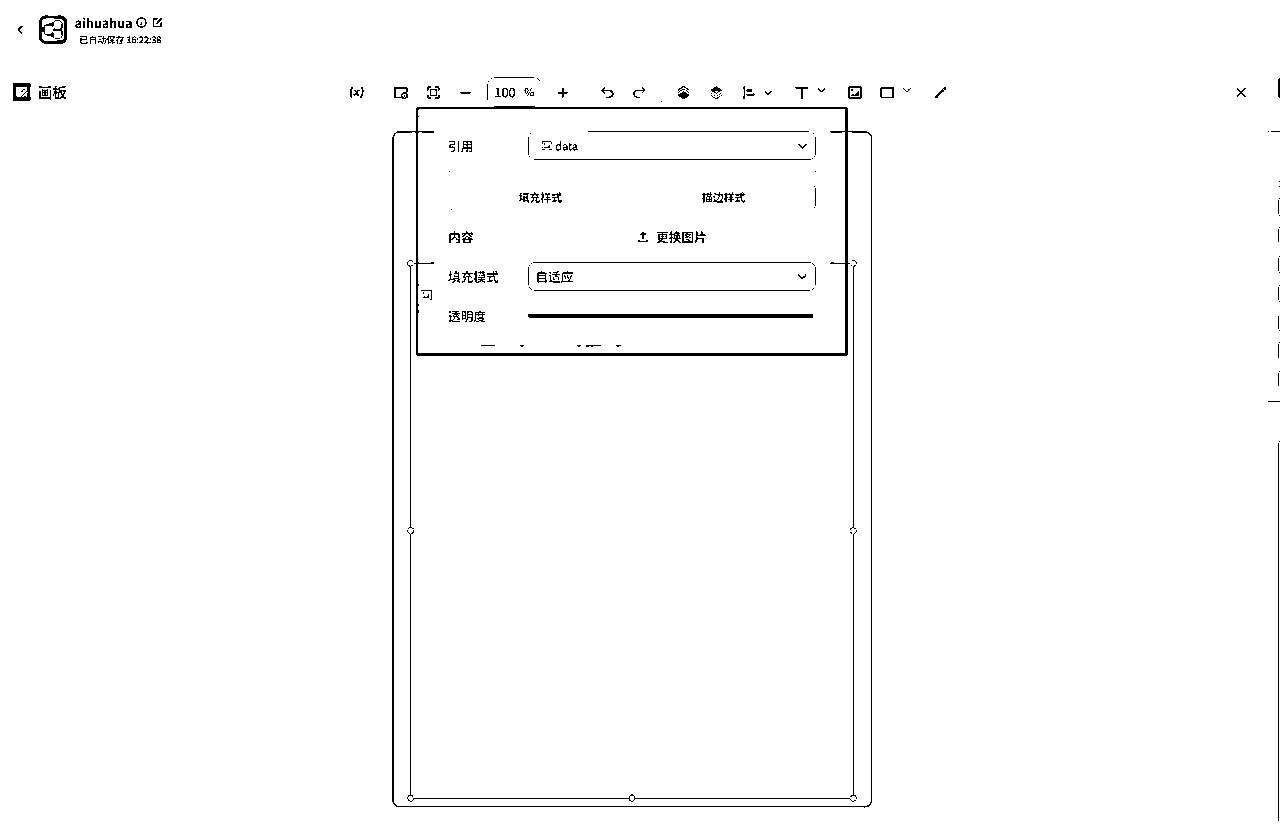 aihuahua
已自动保存 16:22:38
画板
{x}
100 %
引用
data
填充样式
描边样式
内容
更换图片
填充模式
自适应
透明度